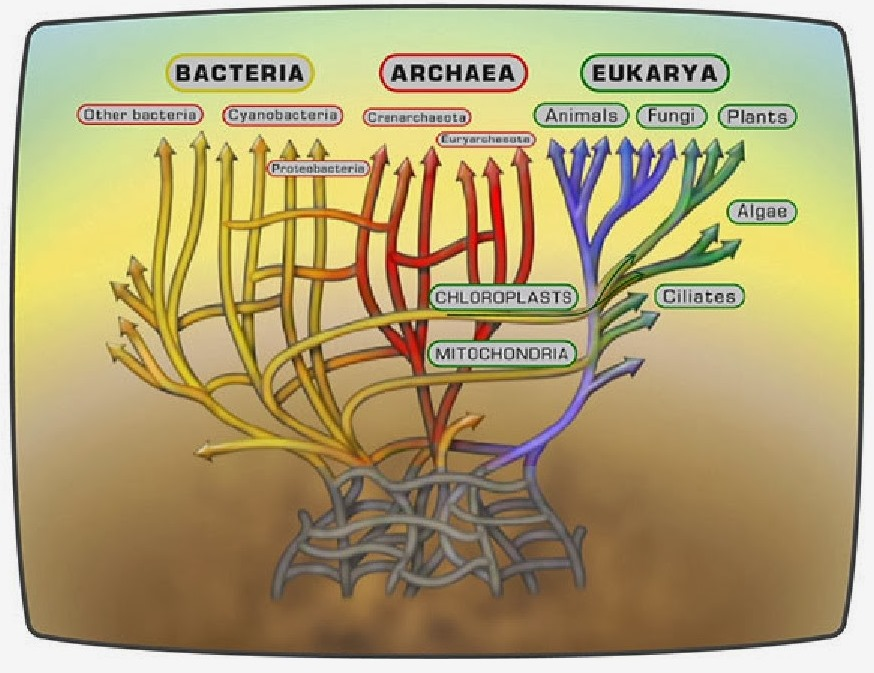 BACTERIA
ARCHAEA
EUKARYA
Other bacteria
Cyanobacteria
Crenarchaeota
Animals
Fungi
Plants
Euryarchaeota
Proteobacteria
Algae
CHLOROPLASTS
Ciliates
MITOCHONDRIA